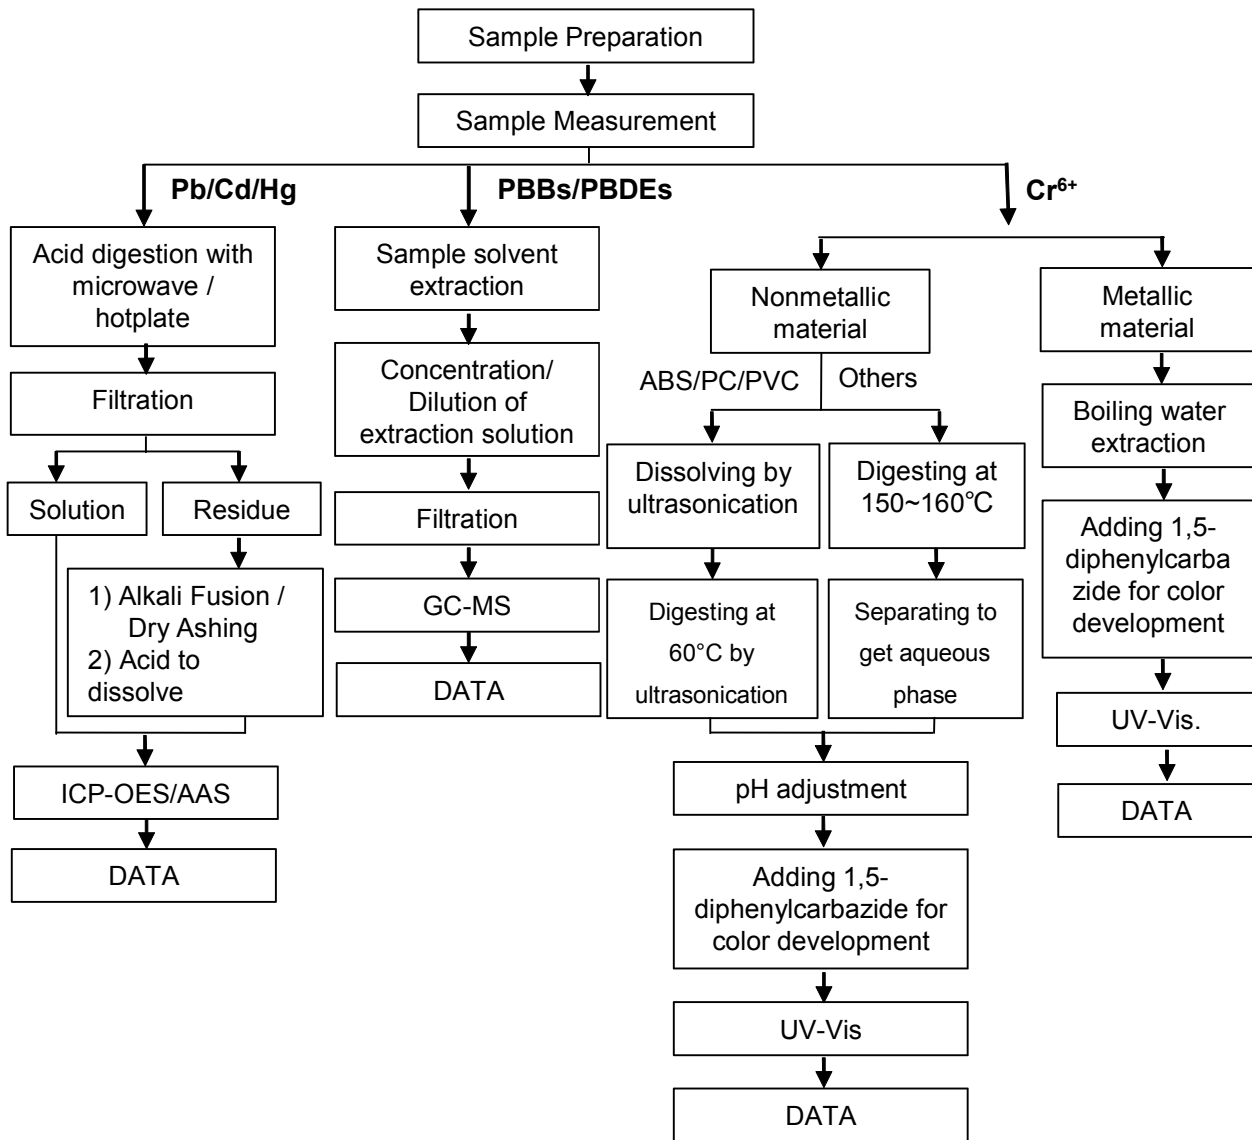 Sample Preparation
Sample Measurement
Pb/Cd/Hg
PBBs/PBDEs
Cr⁶⁺
Acid digestion with
microwave /
hotplate
Filtration
Solution
Residue
1) Alkali Fusion /
Dry Ashing
2) Acid to
dissolve
ICP-OES/AAS
DATA
Sample solvent
extraction
Concentration/
Dilution of
extraction solution
Filtration
GC-MS
DATA
Nonmetallic
material
ABS/PC/PVC
Others
Dissolving by
ultrasonication
Digesting at
60°C by
ultrasonication
Digesting at
150~160℃
Separating to
get aqueous
phase
pH adjustment
Adding 1,5-
diphenylcarbazide for
color development
UV-Vis
DATA
Metallic
material
Boiling water
extraction
Adding 1,5-
diphenylcarba
zide for color
development
UV-Vis.
DATA